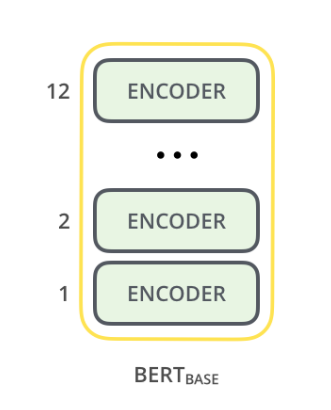 12 ENCODER
...
2 ENCODER
1 ENCODER
BERTBASE